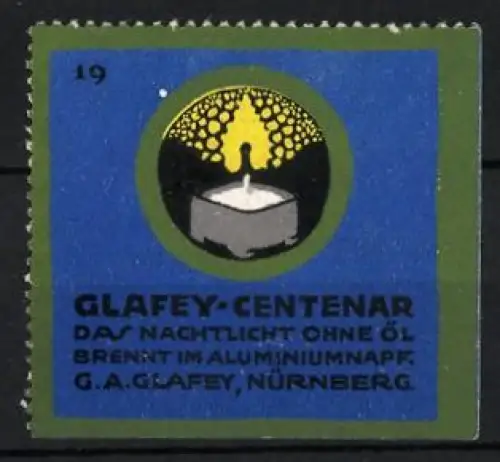 19
GLAFEY-CENTENAR
DAS NACHTLICHT OHNE ÖL
BRENNT IM ALUMINIUMNAPF.
G.A.GLAFEY, NÜRNBERG.